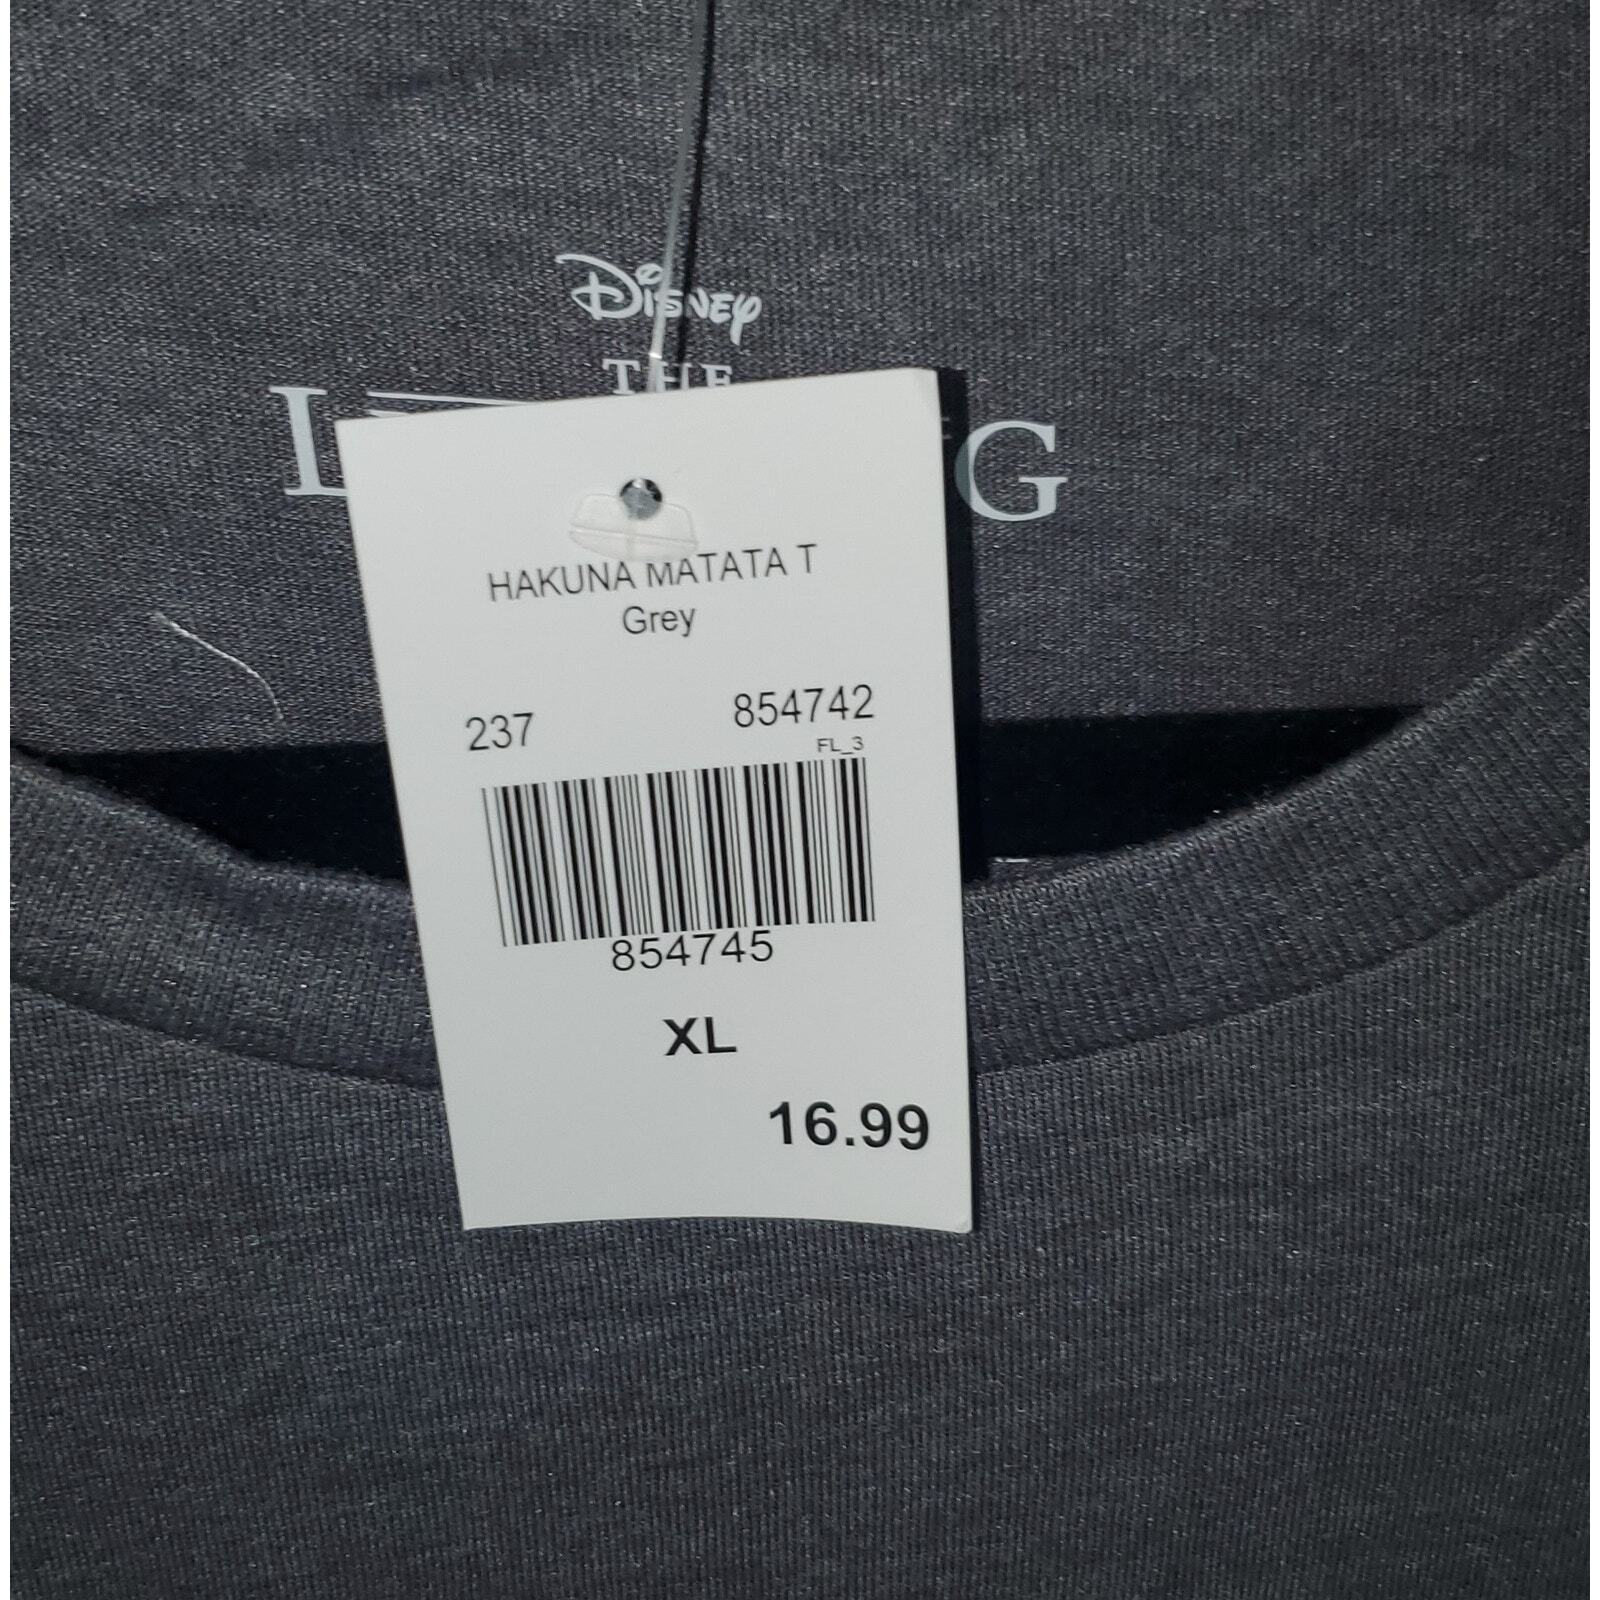 Disney
THE
L G
HAKUNA MATATA T
Grey
237 854742
FL_3
854745
XL
16.99